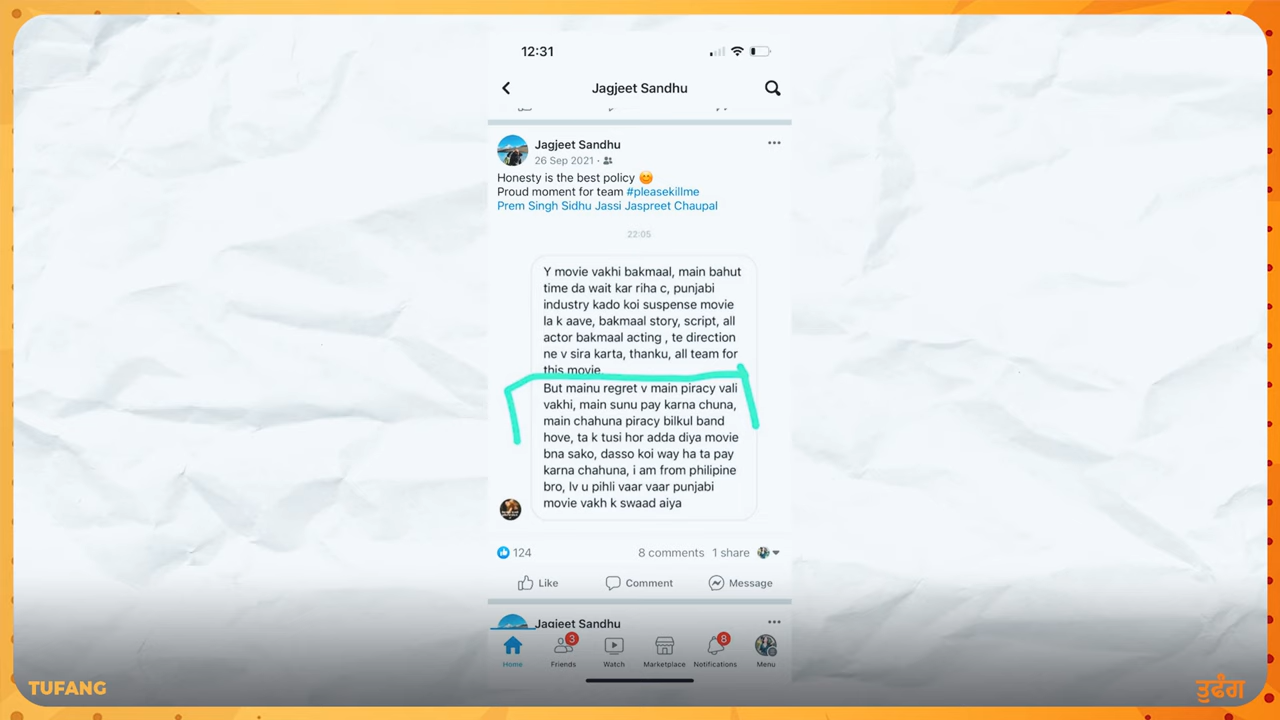 12:31
Jagjeet Sandhu
Jagjeet Sandhu
26 Sep 2021 ·
Honesty is the best policy 😊
Proud moment for team #pleasekillme
Prem Singh Sidhu Jassi Jaspreet Chaupal
22:05
Y movie vakhi bakmaal, main bahut
time da wait kar riha c, punjabi
industry kado koi suspense movie
la k aave, bakmaal story, script, all
actor bakmaal acting , te direction
ne v sira karta, thanku, all team for
this movie.
But mainu regret v main piracy vali
vakhi, main sunu pay karna chuna,
main chahuna piracy bilkul band
hove, ta k tusi hor adda diya movie
bna sako, dasso koi way ha ta pay
karna chahuna, i am from philipine
bro, lv u pihli vaar vaar punjabi
movie vakh k swaad aiya
124
8 comments 1 share
Like Comment Message
Jagjeet Sandhu
3 8
Home Friends Watch Marketplace Notifications Menu
TUFANG
ਤੁਫੰਗ